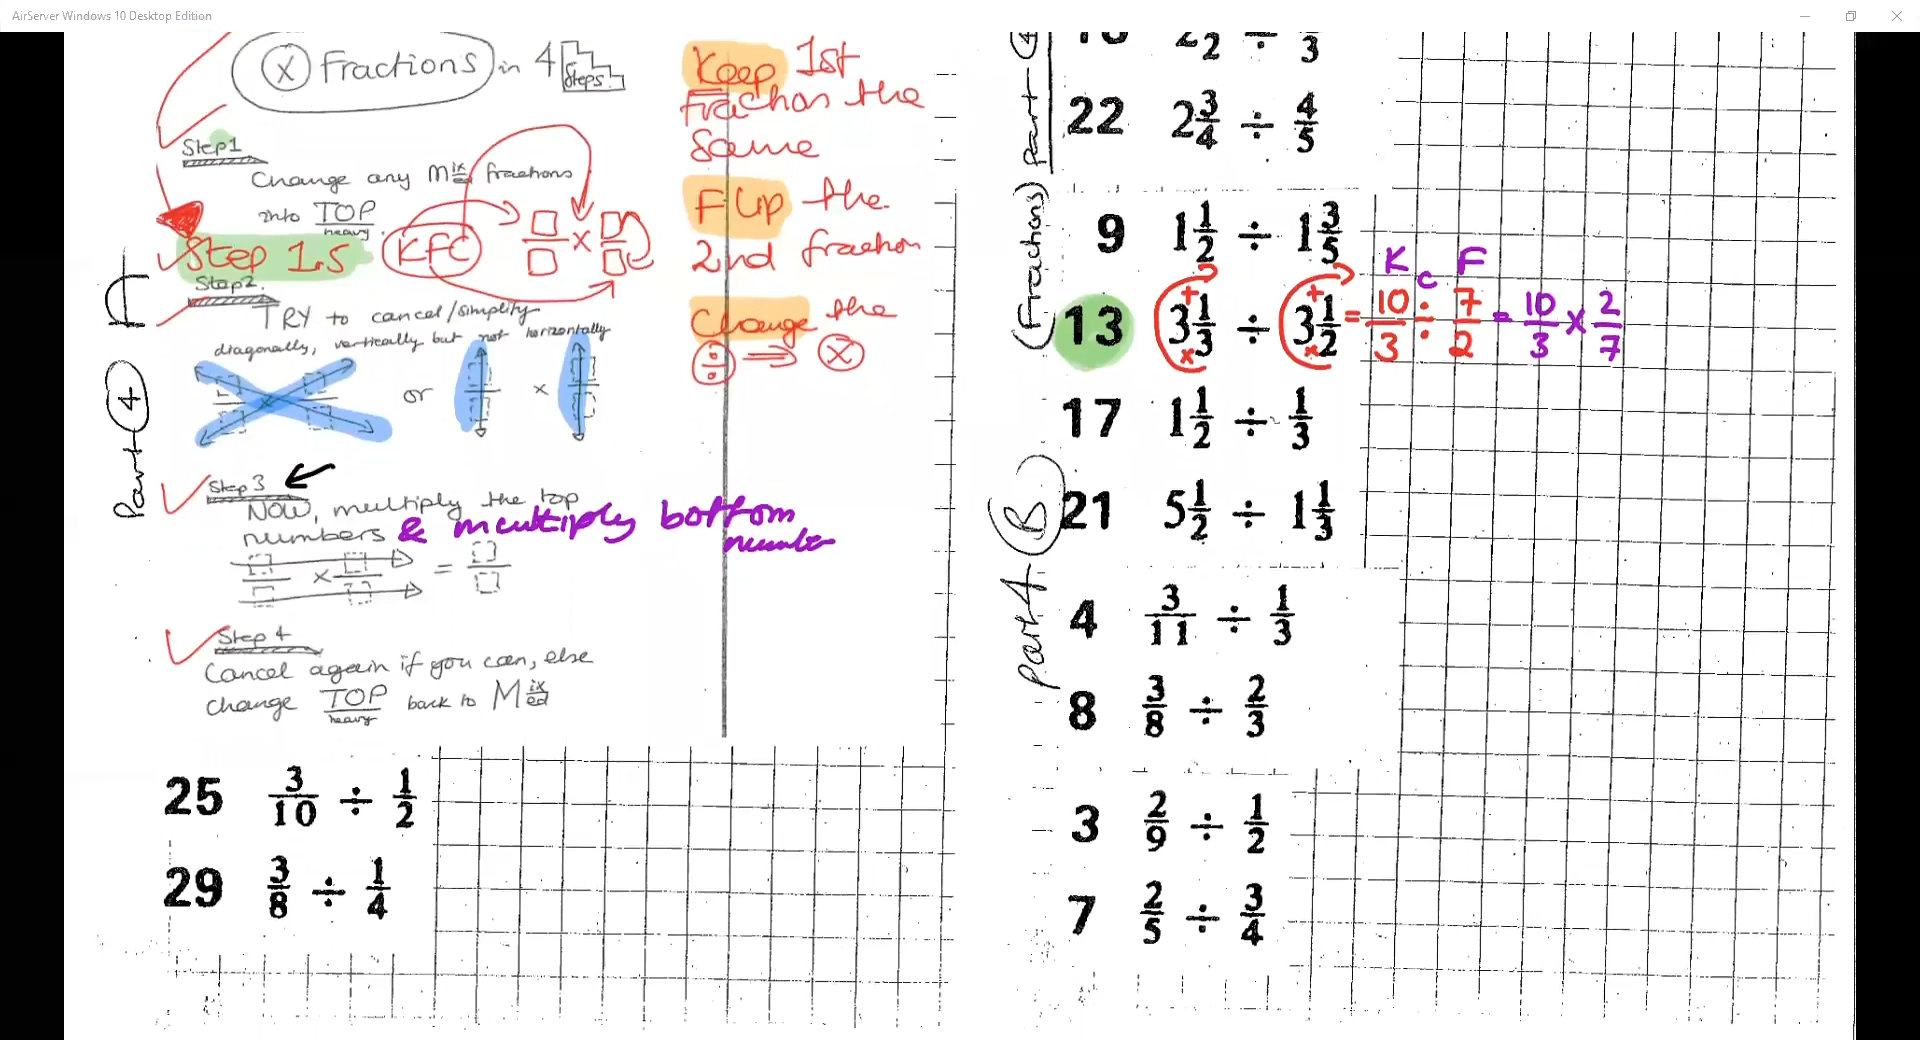 AirServer Windows 10 Desktop Edition
× Fractions in 4 Steps!
Step 1
Change any Mixed fractions
into TOP heavy.
Step 1.5 KFC □/□ × □/□
Step 2.
TRY to cancel/simplify
diagonally, vertically but not horizontally
or ×
Part 4 A
Step 3
NOW, multiply the top
numbers & multiply bottom
× =
Step 4
Cancel again if you can, else
change TOP heavy back to Mixed
Keep 1st
fraction the
same
Flip the
2nd fraction
Change the
÷ ⇒ ×
25 3/10 ÷ 1/2
29 3/8 ÷ 1/4
(Fractions) Part 4
2 1/2 ÷ 1/3
22 2 3/4 ÷ 4/5
9 1 1/2 ÷ 1 3/5
K C F
13 3 1/3 ÷ 3 1/2 = 10/3 ÷ 7/2 = 10/3 × 2/7
17 1 1/2 ÷ 1/3
21 5 1/2 ÷ 1 1/3
Part 4 B
4 3/11 ÷ 1/3
8 3/8 ÷ 2/3
3 2/9 ÷ 1/2
7 2/5 ÷ 3/4